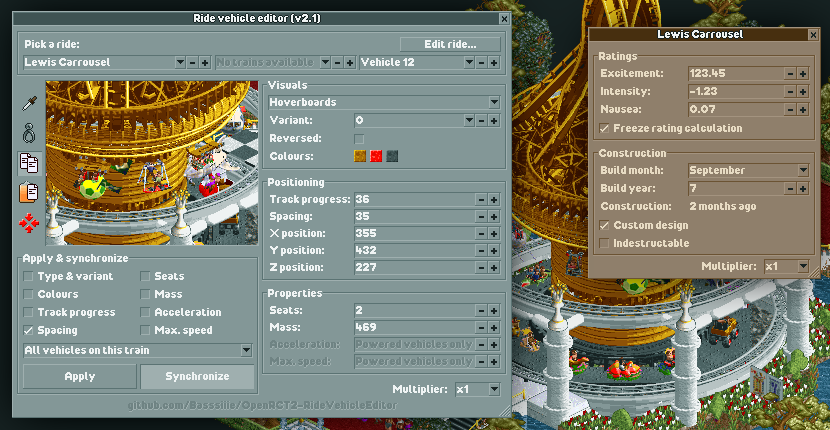 Ride vehicle editor (v2.1)
Pick a ride:
Edit ride...
Lewis Carrousel
No trains available
Vehicle 12
Visuals
Hoverboards
Variant: 0
Reversed:
Colours:
Positioning
Track progress: 36
Spacing: 35
X position: 355
Y position: 432
Z position: 227
Apply & synchronize
Type & variant
Seats
Colours
Mass
Track progress
Acceleration
Spacing
Max. speed
All vehicles on this train
Apply
Synchronize
Properties
Seats: 2
Mass: 469
Acceleration: Powered vehicles only
Max. speed: Powered vehicles only
Multiplier: x1
github.com/Basssiiie/OpenRCT2-RideVehicleEditor
Lewis Carrousel
Ratings
Excitement: 123.45
Intensity: -1.23
Nausea: 0.07
Freeze rating calculation
Construction
Build month: September
Build year: 7
Construction: 2 months ago
Custom design
Indestructable
Multiplier: x1